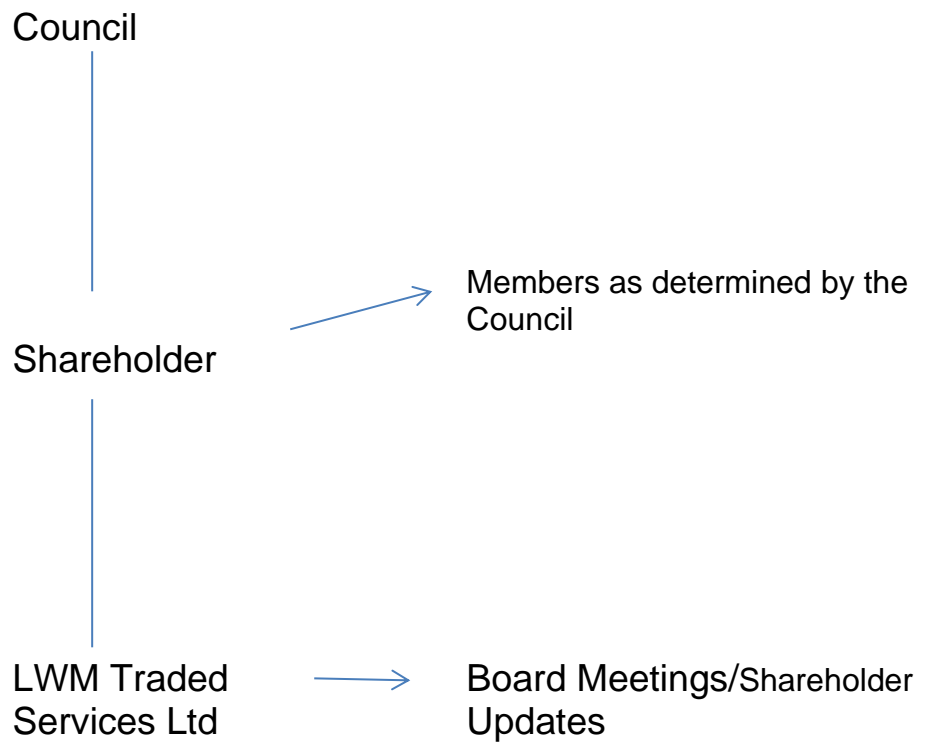 Council
Members as determined by the
Council
Shareholder
LWM Traded
Services Ltd
Board Meetings/Shareholder
Updates